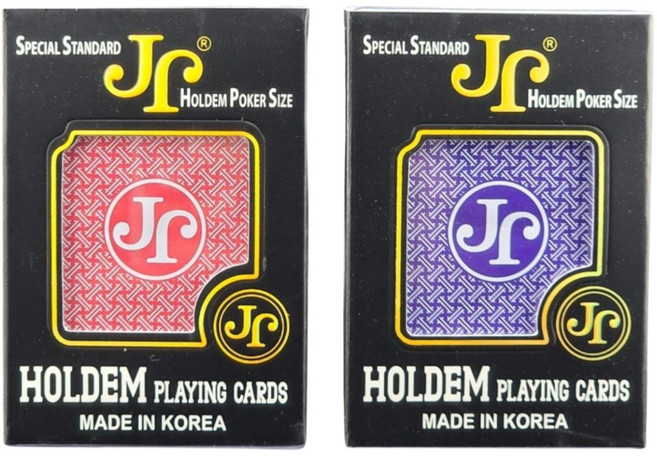 SPECIAL STANDARD
Jr®
HOLDEM POKER SIZE
Jr
Jr
HOLDEM PLAYING CARDS
MADE IN KOREA
SPECIAL STANDARD
Jr®
HOLDEM POKER SIZE
Jr
Jr
HOLDEM PLAYING CARDS
MADE IN KOREA